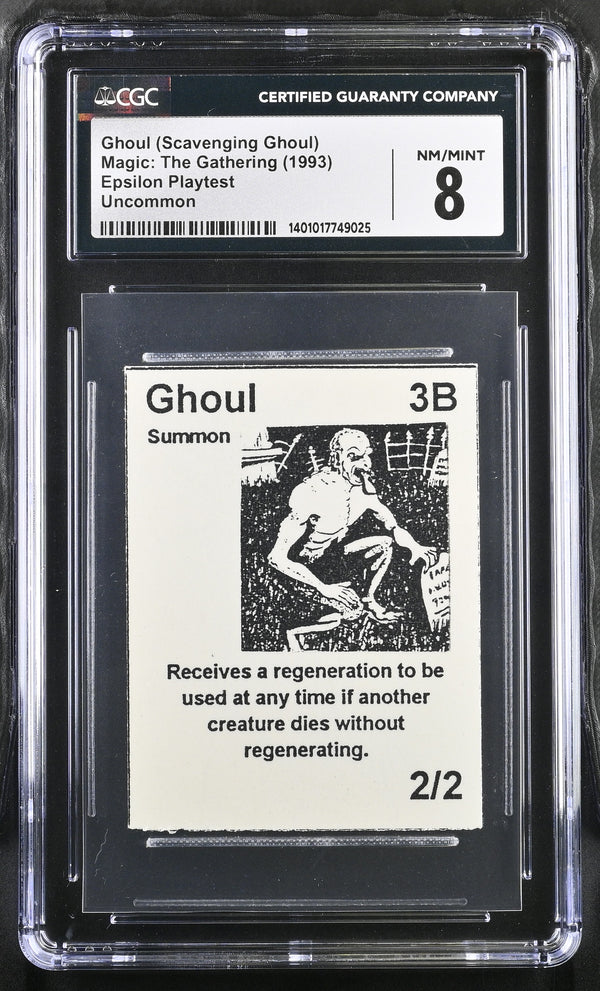 CGC
CERTIFIED GUARANTY COMPANY
Ghoul (Scavenging Ghoul)
Magic: The Gathering (1993)
Epsilon Playtest
Uncommon
NM/MINT
8
1401017749025
Ghoul 3B
Summon
Receives a regeneration to be
used at any time if another
creature dies without
regenerating.
2/2